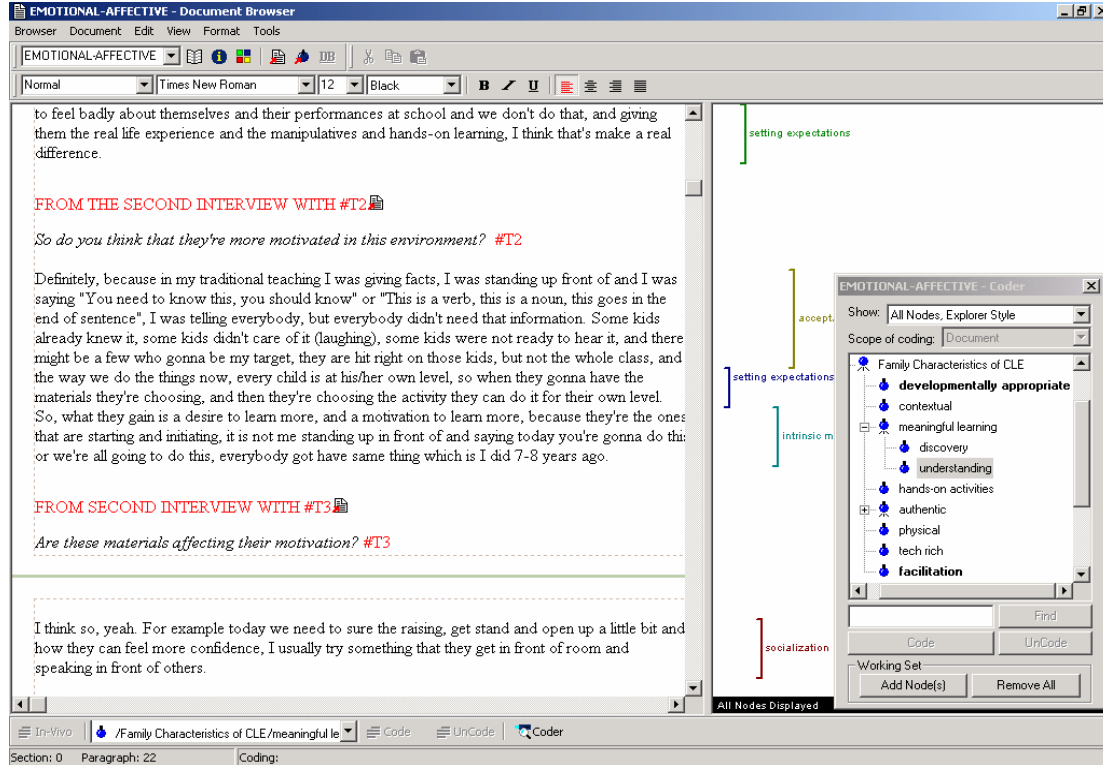 EMOTIONAL-AFFECTIVE - Document Browser
Browser Document Edit View Format Tools
EMOTIONAL-AFFECTIVE DB
Normal Times New Roman 12 Black B I U
to feel badly about themselves and their performances at school and we don't do that, and giving
them the real life experience and the manipulatives and hands-on learning, I think that's make a real
difference.
FROM THE SECOND INTERVIEW WITH #T2
So do you think that they're more motivated in this environment? #T2
Definitely, because in my traditional teaching I was giving facts, I was standing up front of and I was
saying "You need to know this, you should know" or "This is a verb, this is a noun, this goes in the
end of sentence", I was telling everybody, but everybody didn't need that information. Some kids
already knew it, some kids didn't care of it (laughing), some kids were not ready to hear it, and there
might be a few who gonna be my target, they are hit right on those kids, but not the whole class, and
the way we do the things now, every child is at his/her own level, so when they gonna have the
materials they're choosing, and then they're choosing the activity they can do it for their own level.
So, what they gain is a desire to learn more, and a motivation to learn more, because they're the ones
that are starting and initiating, it is not me standing up in front of and saying today you're gonna do this
or we're all going to do this, everybody got have same thing which is I did 7-8 years ago.
FROM SECOND INTERVIEW WITH #T3
Are these materials affecting their motivation? #T3
I think so, yeah. For example today we need to sure the raising, get stand and open up a little bit and
how they can feel more confidence, I usually try something that they get in front of room and
speaking in front of others.
setting expectations
accept.
setting expectations
intrinsic m
socialization
All Nodes Displayed
EMOTIONAL-AFFECTIVE - Coder
Show: All Nodes, Explorer Style
Scope of coding: Document
Family Characteristics of CLE
developmentally appropriate
contextual
meaningful learning
discovery
understanding
hands-on activities
authentic
physical
tech rich
facilitation
Find
Code UnCode
Working Set
Add Node(s) Remove All
In-Vivo /Family Characteristics of CLE/meaningful le Code UnCode Coder
Section: 0 Paragraph: 22 Coding: